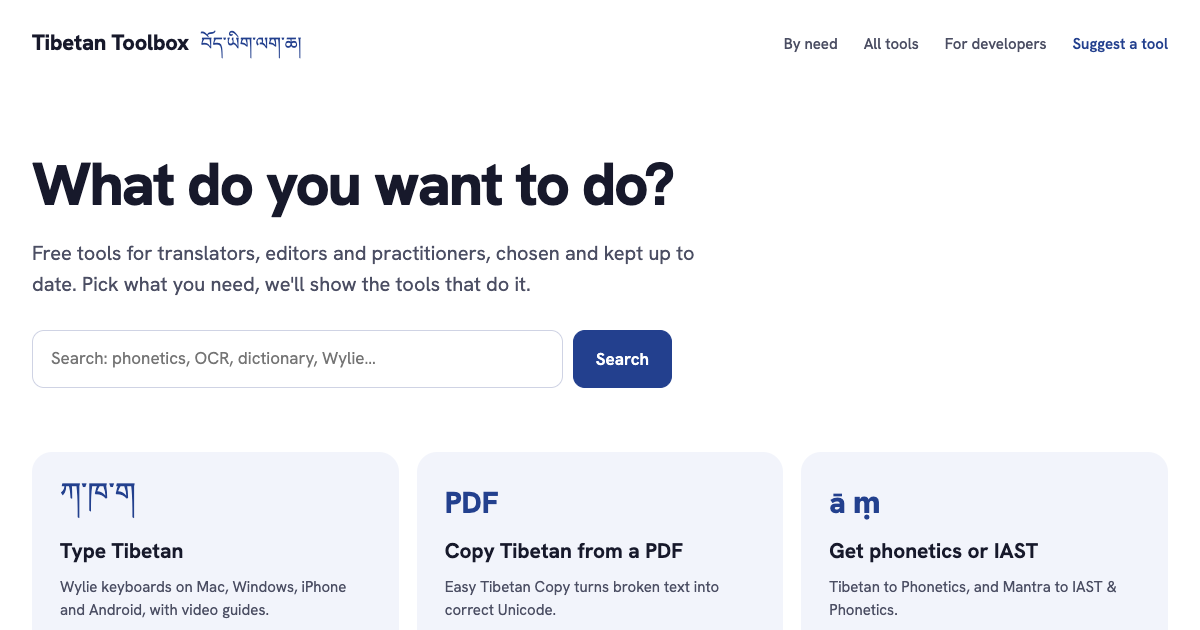 Tibetan Toolbox བོད་ཡིག་ལག་ཆ།
By need All tools For developers Suggest a tool
What do you want to do?
Free tools for translators, editors and practitioners, chosen and kept up to
date. Pick what you need, we'll show the tools that do it.
Search: phonetics, OCR, dictionary, Wylie…
Search
ཀ་ཁ་ག
Type Tibetan
Wylie keyboards on Mac, Windows, iPhone
and Android, with video guides.
PDF
Copy Tibetan from a PDF
Easy Tibetan Copy turns broken text into
correct Unicode.
ā ṃ
Get phonetics or IAST
Tibetan to Phonetics, and Mantra to IAST &
Phonetics.